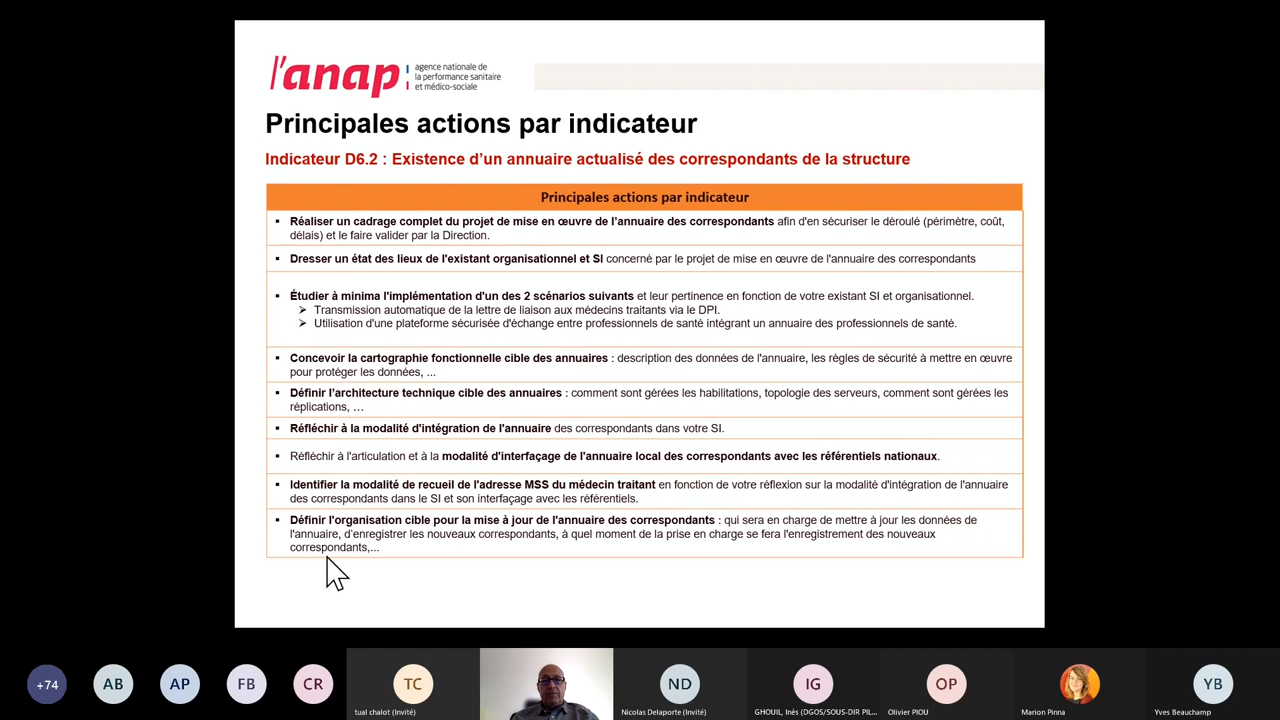 l'anap
agence nationale de
la performance sanitaire
et médico-sociale
Principales actions par indicateur
Indicateur D6.2 : Existence d’un annuaire actualisé des correspondants de la structure
Principales actions par indicateur
▪ Réaliser un cadrage complet du projet de mise en œuvre de l’annuaire des correspondants afin d'en sécuriser le déroulé (périmètre, coût,
délais) et le faire valider par la Direction.
▪ Dresser un état des lieux de l'existant organisationnel et SI concerné par le projet de mise en œuvre de l'annuaire des correspondants
▪ Étudier à minima l'implémentation d'un des 2 scénarios suivants et leur pertinence en fonction de votre existant SI et organisationnel.
➢ Transmission automatique de la lettre de liaison aux médecins traitants via le DPI.
➢ Utilisation d'une plateforme sécurisée d'échange entre professionnels de santé intégrant un annuaire des professionnels de santé.
▪ Concevoir la cartographie fonctionnelle cible des annuaires : description des données de l'annuaire, les règles de sécurité à mettre en œuvre
pour protéger les données, ...
▪ Définir l’architecture technique cible des annuaires : comment sont gérées les habilitations, topologie des serveurs, comment sont gérées les
réplications, …
▪ Réfléchir à la modalité d'intégration de l'annuaire des correspondants dans votre SI.
▪ Réfléchir à l'articulation et à la modalité d'interfaçage de l'annuaire local des correspondants avec les référentiels nationaux.
▪ Identifier la modalité de recueil de l'adresse MSS du médecin traitant en fonction de votre réflexion sur la modalité d'intégration de l'annuaire
des correspondants dans le SI et son interfaçage avec les référentiels.
▪ Définir l'organisation cible pour la mise à jour de l'annuaire des correspondants : qui sera en charge de mettre à jour les données de
l'annuaire, d’enregistrer les nouveaux correspondants, à quel moment de la prise en charge se fera l'enregistrement des nouveaux
correspondants,...
+74 AB AP FB CR TC ND IG OP YB
tual chalot (Invité) Nicolas Delaporte (Invité) GHOUIL, Inès (DGOS/SOUS-DIR PIL... Olivier PIOU Marion Pinna Yves Beauchamp